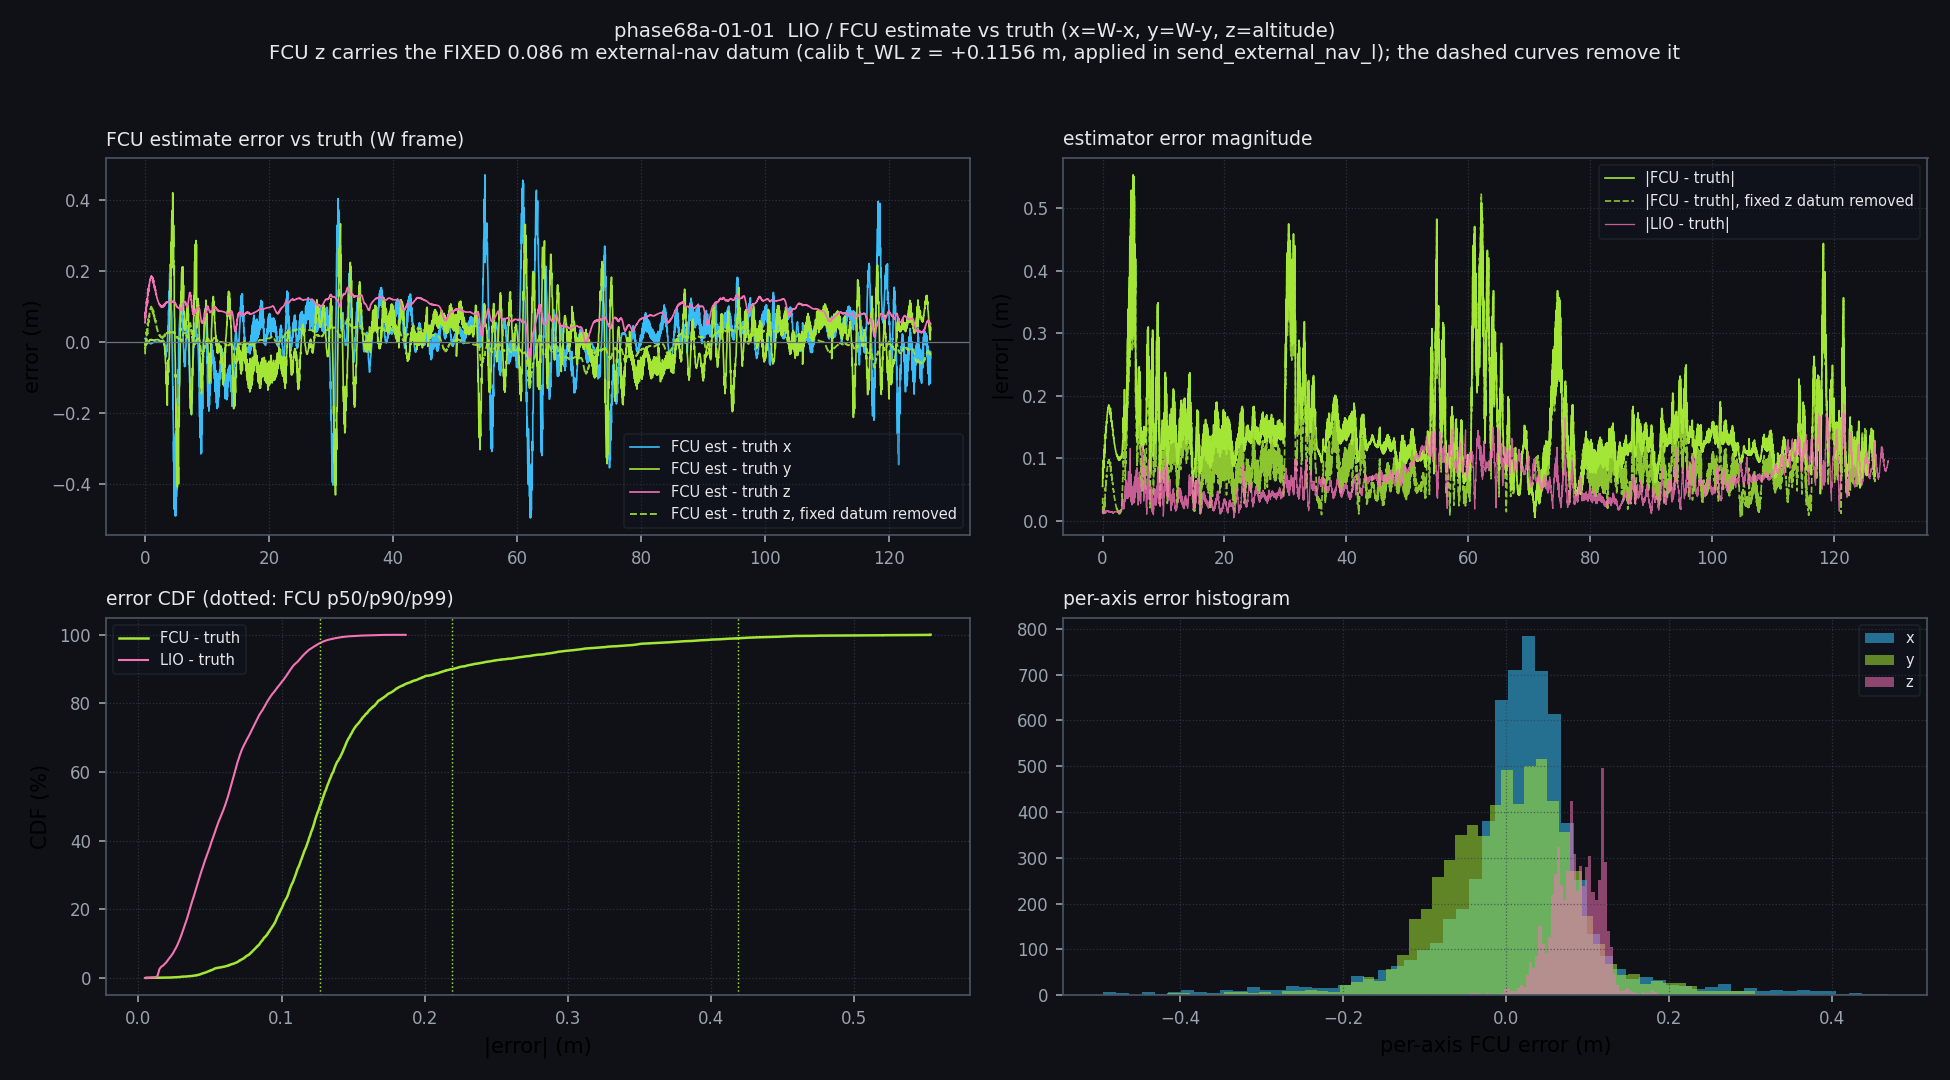 phase68a-01-01  LIO / FCU estimate vs truth (x=W-x, y=W-y, z=altitude)
FCU z carries the FIXED 0.086 m external-nav datum (calib t_WL z = +0.1156 m, applied in send_external_nav_l); the dashed curves remove it
FCU estimate error vs truth (W frame)
error (m)
0.4
0.2
0.0
−0.2
−0.4
FCU est - truth x
FCU est - truth y
FCU est - truth z
FCU est - truth z, fixed datum removed
0 20 40 60 80 100 120
estimator error magnitude
|error| (m)
0.5
0.4
0.3
0.2
0.1
0.0
|FCU - truth|
|FCU - truth|, fixed z datum removed
|LIO - truth|
0 20 40 60 80 100 120
error CDF (dotted: FCU p50/p90/p99)
CDF (%)
100
80
60
40
20
0
FCU - truth
LIO - truth
0.0 0.1 0.2 0.3 0.4 0.5
|error| (m)
per-axis error histogram
800
700
600
500
400
300
200
100
0
x
y
z
−0.4 −0.2 0.0 0.2 0.4
per-axis FCU error (m)